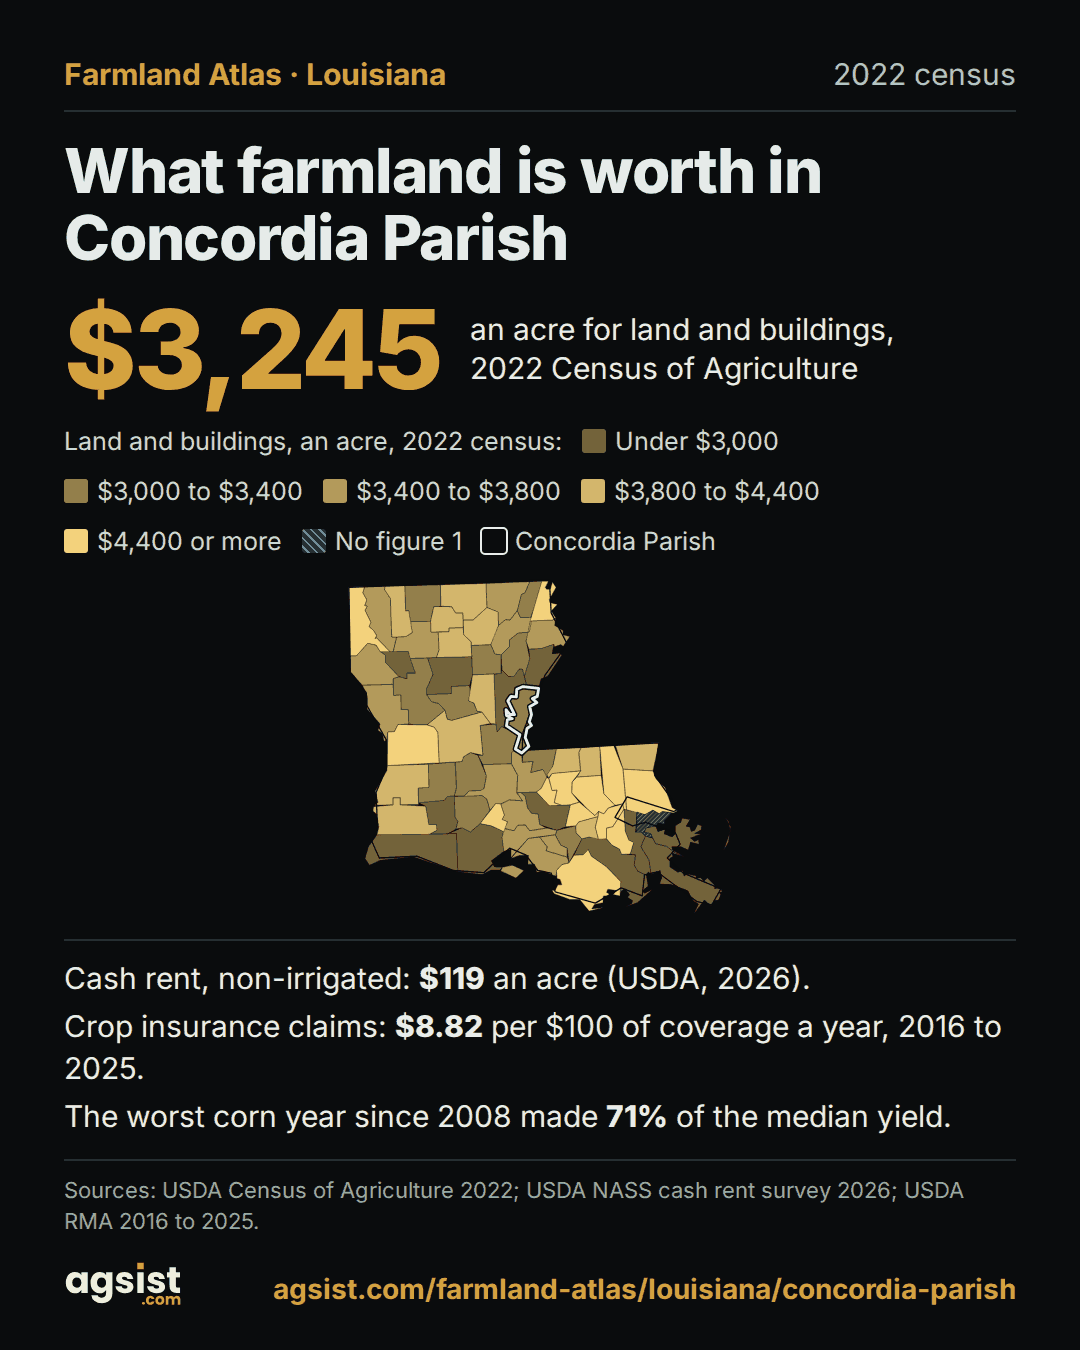 Farmland Atlas · Louisiana
2022 census
What farmland is worth in
Concordia Parish
$3,245
an acre for land and buildings,
2022 Census of Agriculture
Land and buildings, an acre, 2022 census: Under $3,000
$3,000 to $3,400 $3,400 to $3,800 $3,800 to $4,400
$4,400 or more No figure 1 Concordia Parish
Cash rent, non-irrigated: $119 an acre (USDA, 2026).
Crop insurance claims: $8.82 per $100 of coverage a year, 2016 to
2025.
The worst corn year since 2008 made 71% of the median yield.
Sources: USDA Census of Agriculture 2022; USDA NASS cash rent survey 2026; USDA
RMA 2016 to 2025.
agsist
.com
agsist.com/farmland-atlas/louisiana/concordia-parish